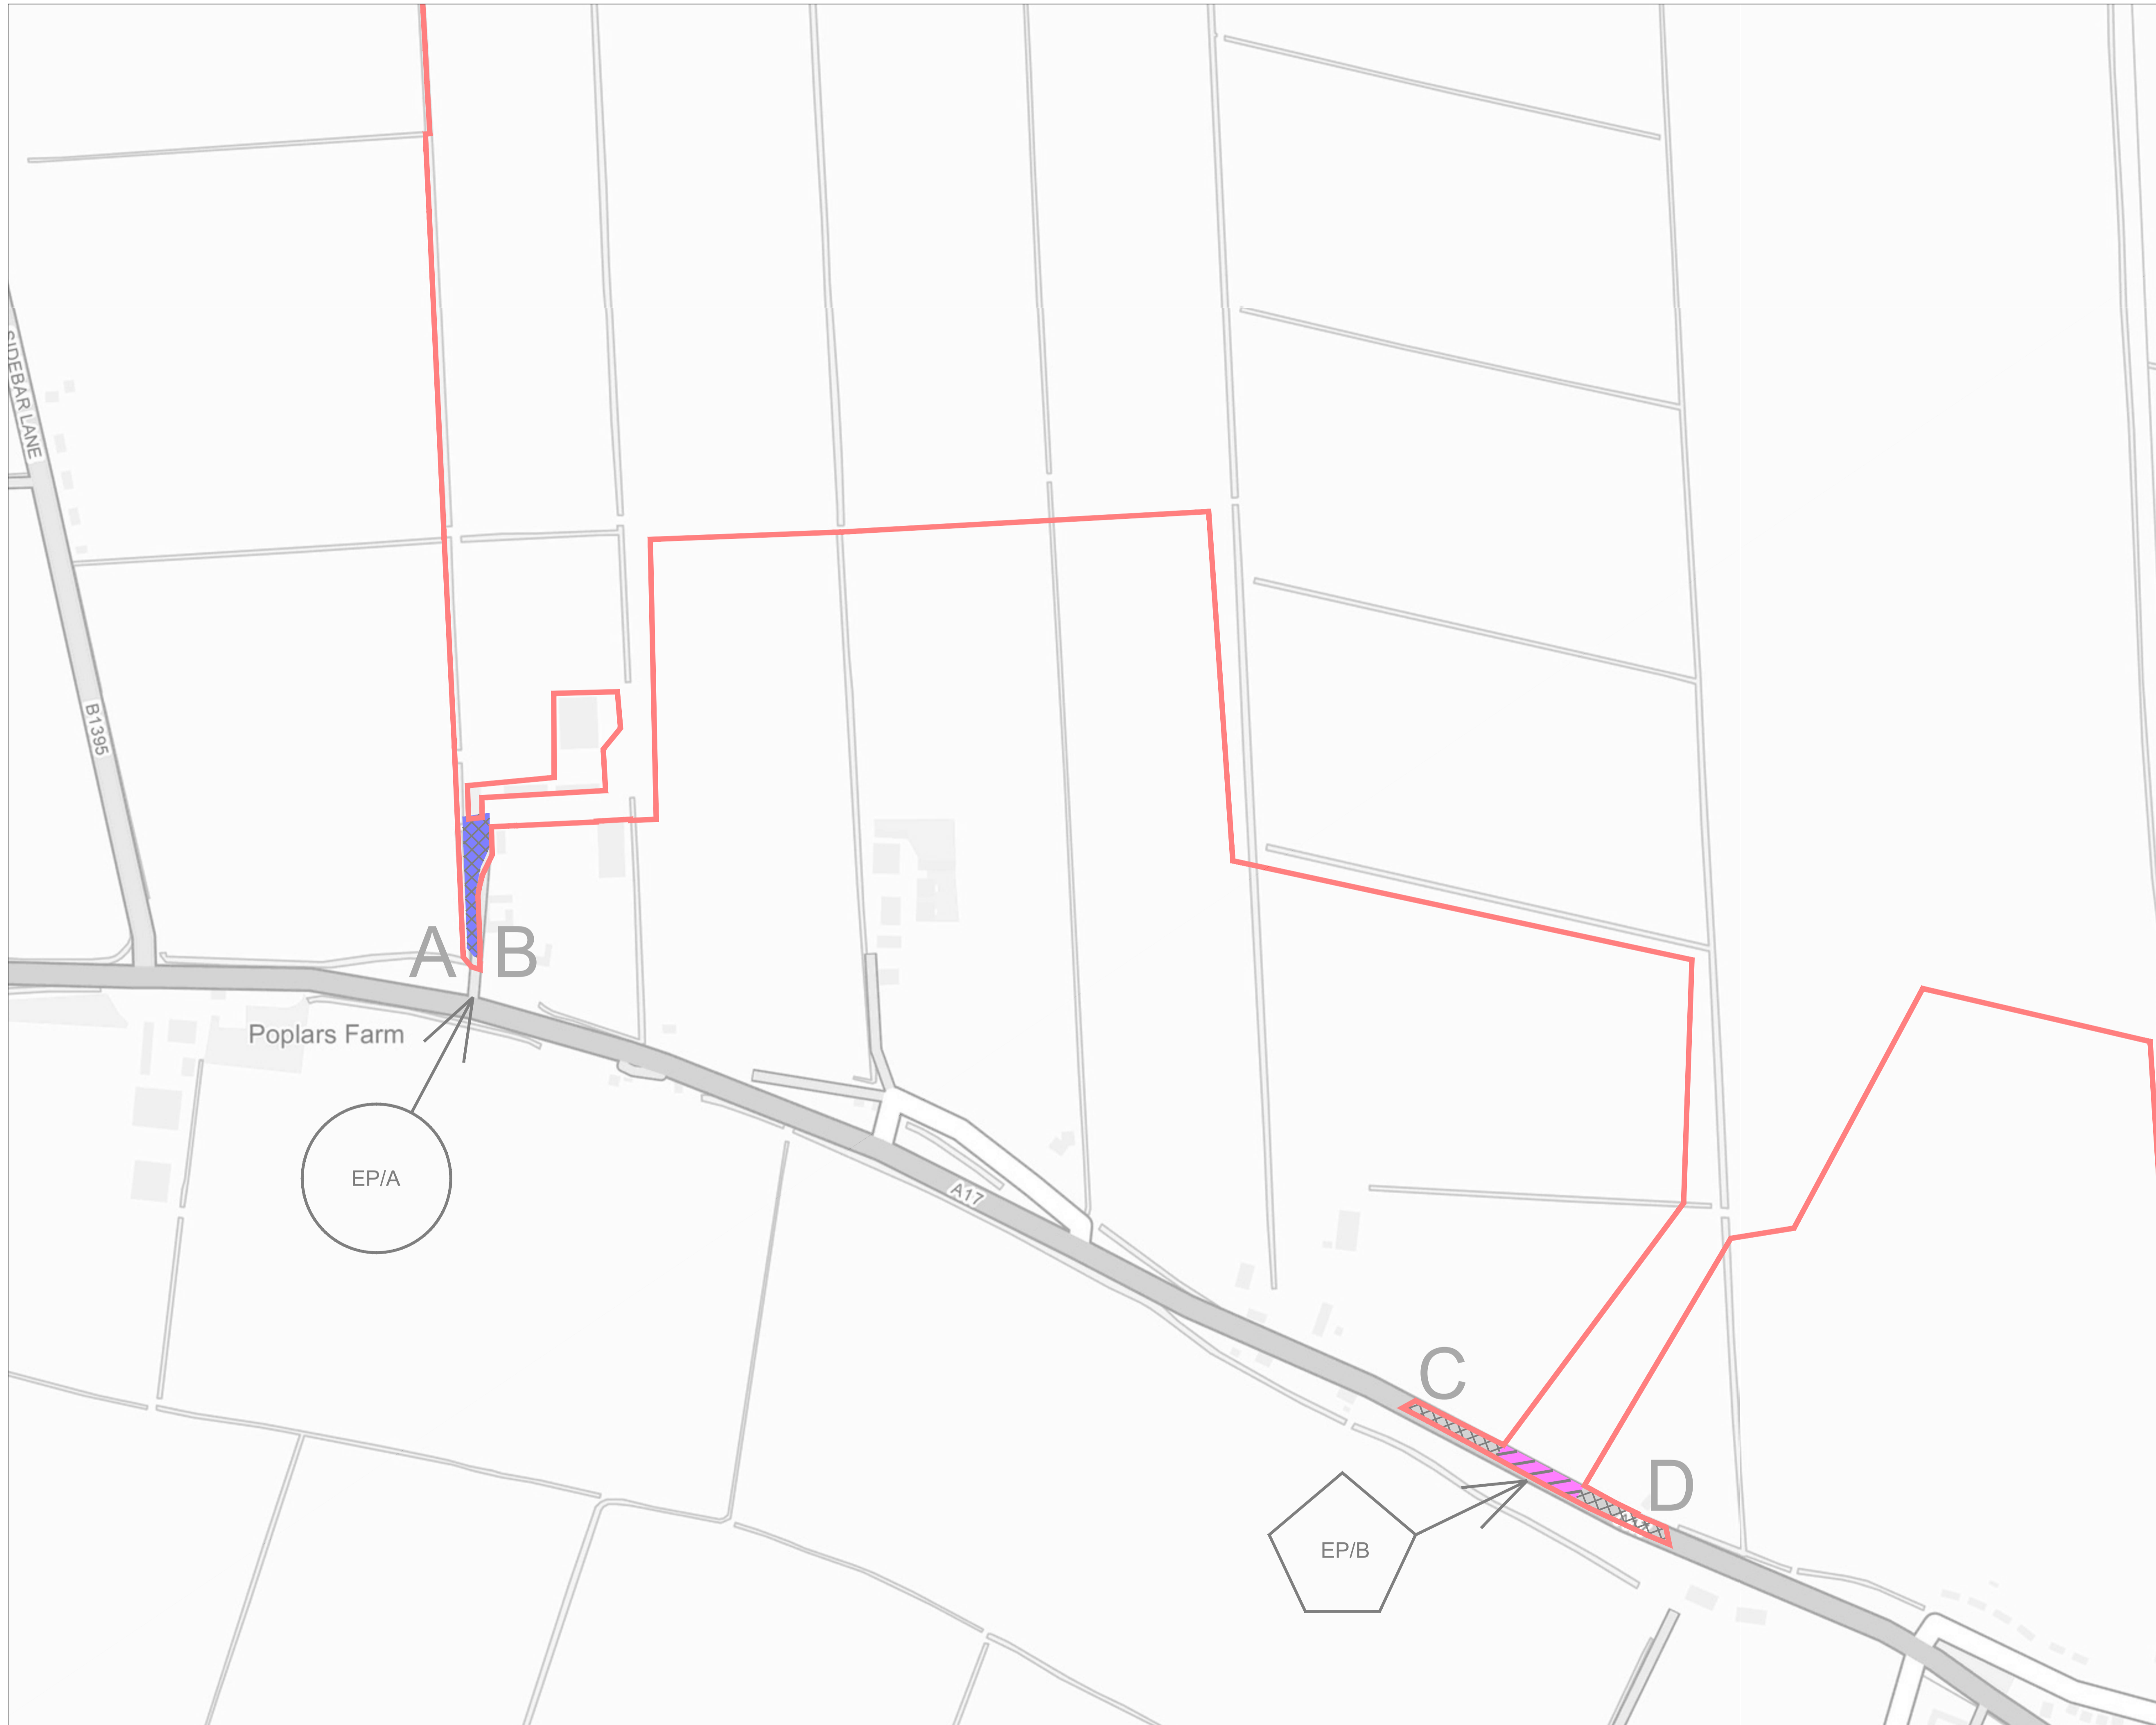 SIDEBAR LANE
B1395
A
B
Poplars Farm
EP/A
A17
C
D
EP/B